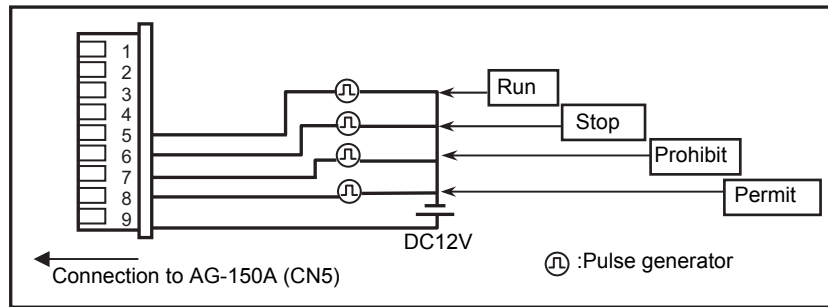 1
2
3
4
5
6
7
8
9
Run
Stop
Prohibit
Permit
DC12V
:Pulse generator
Connection to AG-150A (CN5)